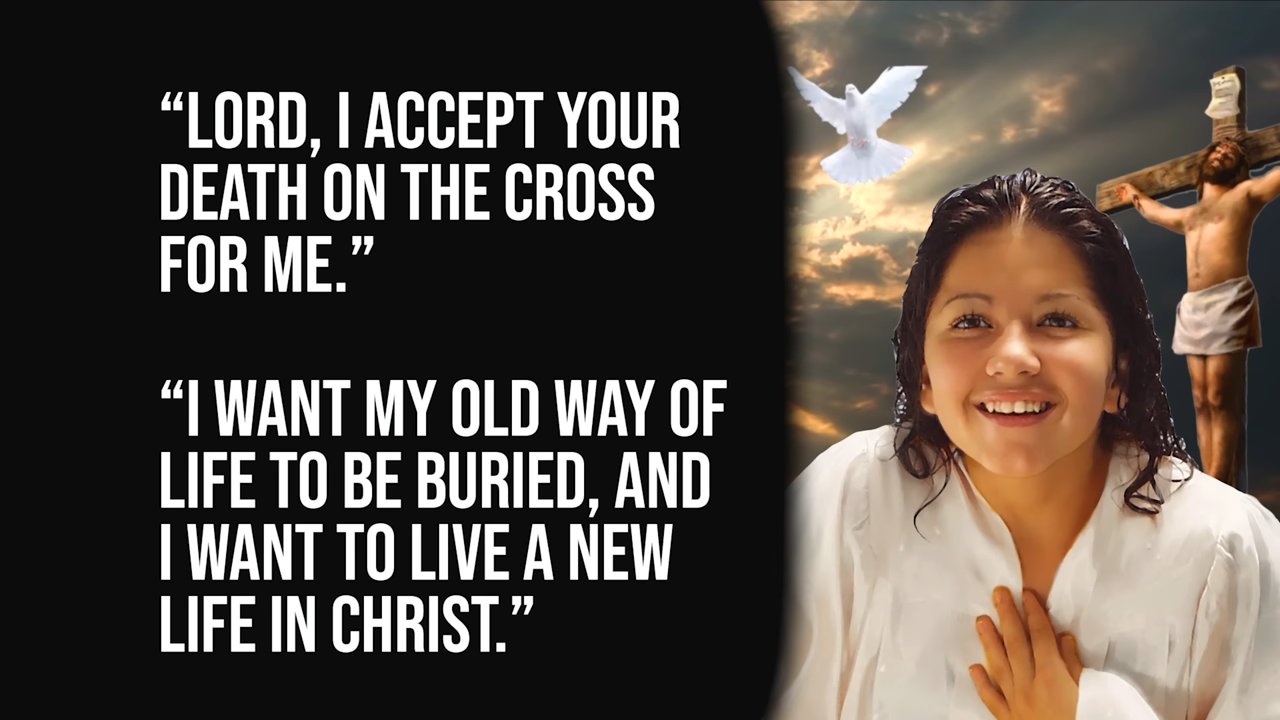 “LORD, I ACCEPT YOUR
DEATH ON THE CROSS
FOR ME.”
“I WANT MY OLD WAY OF
LIFE TO BE BURIED, AND
I WANT TO LIVE A NEW
LIFE IN CHRIST.”